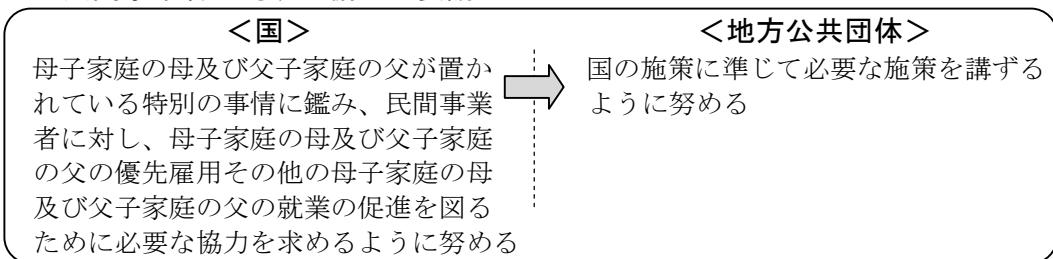 <国>
母子家庭の母及び父子家庭の父が置か
れている特別の事情に鑑み、民間事業
者に対し、母子家庭の母及び父子家庭
の父の優先雇用その他の母子家庭の母
及び父子家庭の父の就業の促進を図る
ために必要な協力を求めるように努める
<地方公共団体>
国の施策に準じて必要な施策を講ずる
ように努める